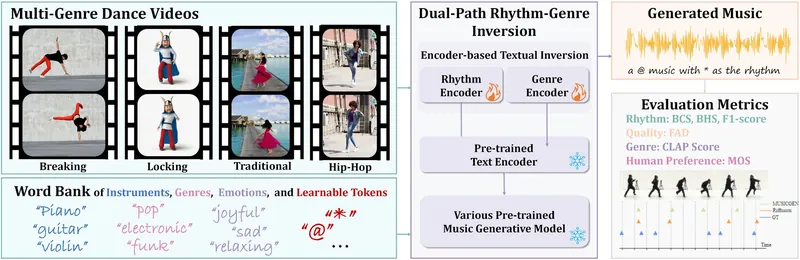 Multi-Genre Dance Videos
Breaking
Locking
Traditional
Hip-Hop
Word Bank of Instruments, Genres, Emotions, and Learnable Tokens
"Piano"
"guitar"
"violin"
"pop"
"electronic"
"funk"
"joyful"
"sad"
"relaxing"
"*"
"@"
...
Dual-Path Rhythm-Genre
Inversion
Encoder-based Textual Inversion
Rhythm
Encoder
Genre
Encoder
Pre-trained
Text Encoder
Various Pre-trained
Music Generative Model
Generated Music
a @ music with * as the rhythm
Evaluation Metrics
Rhythm: BCS, BHS, F1-score
Quality: FAD
Genre: CLAP Score
Human Preference: MOS
MUSICGEN
Riffusion
GT
Time